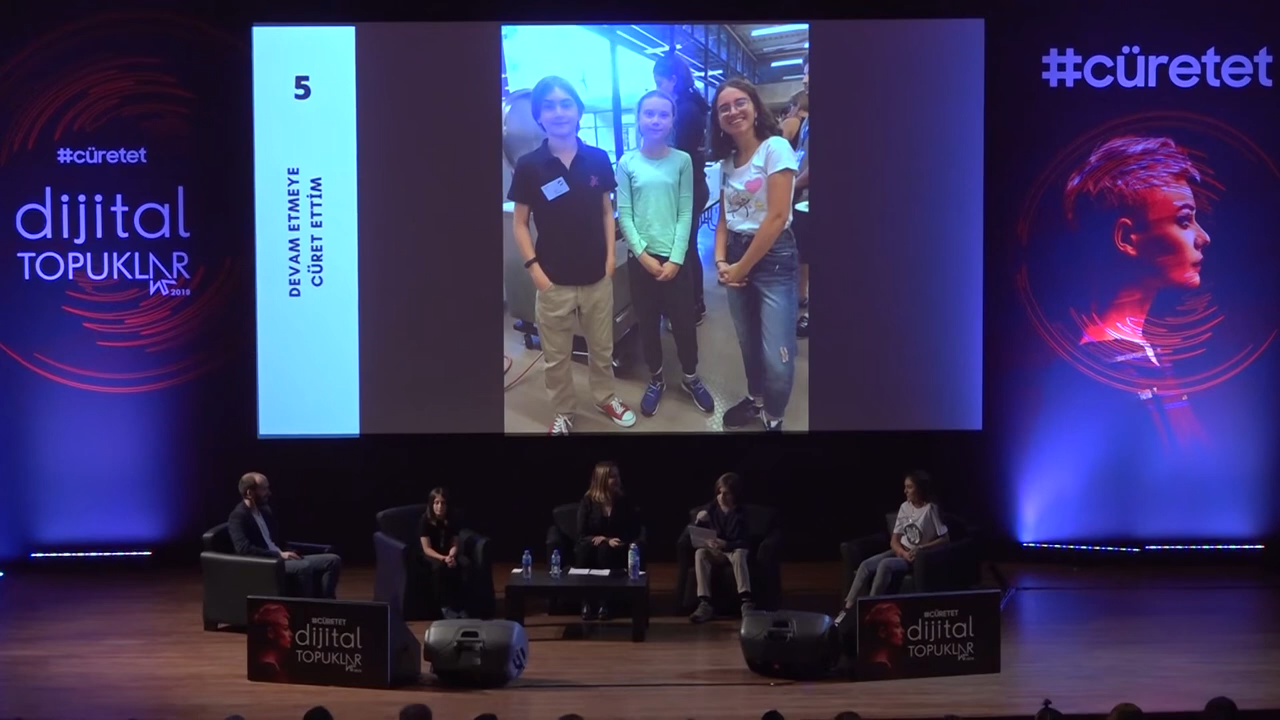 #cüretet
dijital
TOPUKLAR
2019
5
DEVAM ETMEYE
CÜRET ETTİM
#cüretet
#CÜRETET
dijital
TOPUKLAR
#CÜRETET
dijital
TOPUKLAR